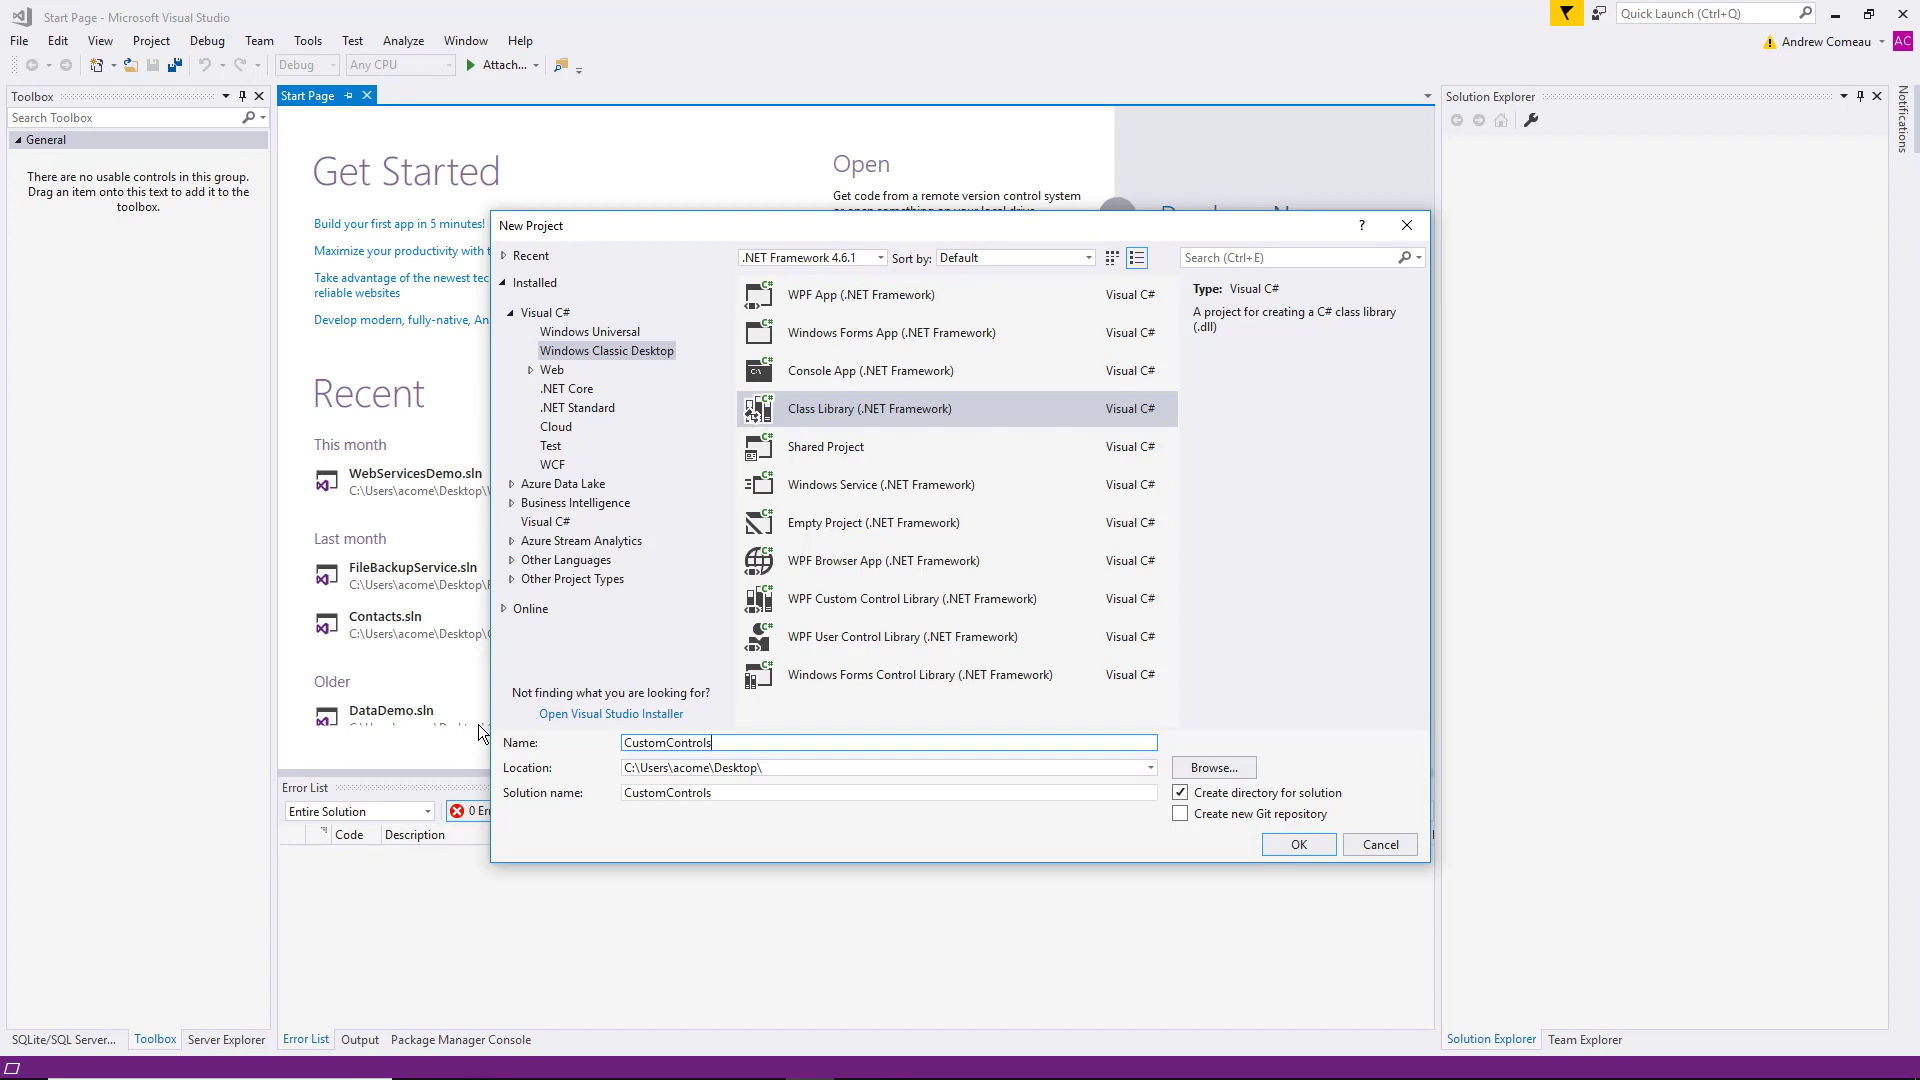 Start Page - Microsoft Visual Studio
Quick Launch (Ctrl+Q)
File Edit View Project Debug Team Tools Test Analyze Window Help
Andrew Comeau AC
Debug Any CPU Attach...
Toolbox
Start Page
Solution Explorer
Notifications
Search Toolbox
General
There are no usable controls in this group.
Drag an item onto this text to add it to the
toolbox.
Get Started
Build your first app in 5 minutes!
Maximize your productivity with
Take advantage of the newest
reliable websites
Develop modern, fully-native,
Open
Get code from a remote version control system
Recent
This month
WebServicesDemo.sln
C:\Users\acome\Desktop\
Last month
FileBackupService.sln
C:\Users\acome\Desktop\
Contacts.sln
C:\Users\acome\Desktop\
Older
DataDemo.sln
New Project
?
Recent
.NET Framework 4.6.1
Sort by: Default
Search (Ctrl+E)
Installed
Visual C#
Windows Universal
Windows Classic Desktop
Web
.NET Core
.NET Standard
Cloud
Test
WCF
Azure Data Lake
Business Intelligence
Visual C#
Azure Stream Analytics
Other Languages
Other Project Types
Online
Not finding what you are looking for?
Open Visual Studio Installer
WPF App (.NET Framework) Visual C#
Windows Forms App (.NET Framework) Visual C#
Console App (.NET Framework) Visual C#
Class Library (.NET Framework) Visual C#
Shared Project Visual C#
Windows Service (.NET Framework) Visual C#
Empty Project (.NET Framework) Visual C#
WPF Browser App (.NET Framework) Visual C#
WPF Custom Control Library (.NET Framework) Visual C#
WPF User Control Library (.NET Framework) Visual C#
Windows Forms Control Library (.NET Framework) Visual C#
Type: Visual C#
A project for creating a C# class library
(.dll)
Name: CustomControls
Location: C:\Users\acome\Desktop\
Browse...
Solution name: CustomControls
Create directory for solution
Create new Git repository
OK Cancel
Error List
Entire Solution
0
Code Description
SQLite/SQL Server... Toolbox Server Explorer
Error List Output Package Manager Console
Solution Explorer Team Explorer